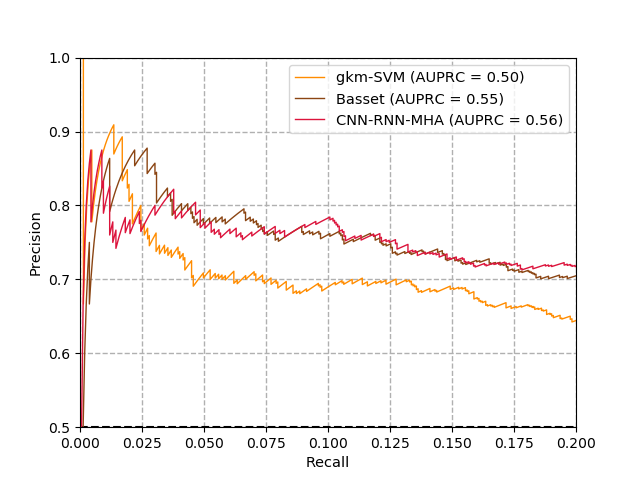 gkm-SVM (AUPRC = 0.50)
Basset (AUPRC = 0.55)
CNN-RNN-MHA (AUPRC = 0.56)
Precision
1.0
0.9
0.8
0.7
0.6
0.5
0.000 0.025 0.050 0.075 0.100 0.125 0.150 0.175 0.200
Recall